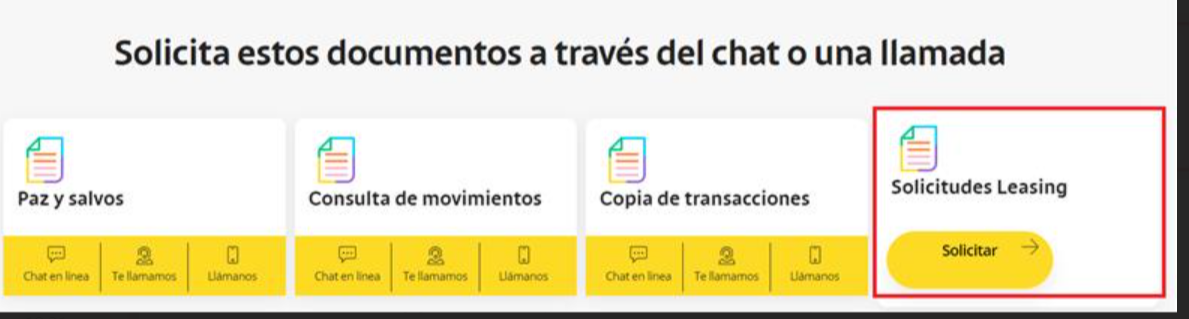 Solicita estos documentos a través del chat o una llamada
Paz y salvos
Chat en línea
Te llamamos
Llámanos
Consulta de movimientos
Chat en línea
Te llamamos
Llámanos
Copia de transacciones
Chat en línea
Te llamamos
Llámanos
Solicitudes Leasing
Solicitar